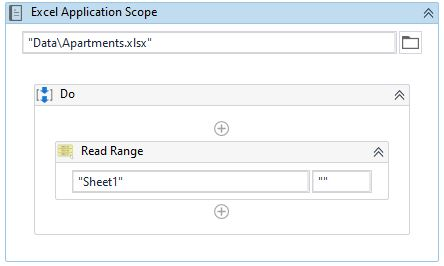 Excel Application Scope
"Data\Apartments.xlsx"
Do
Read Range
"Sheet1" ""